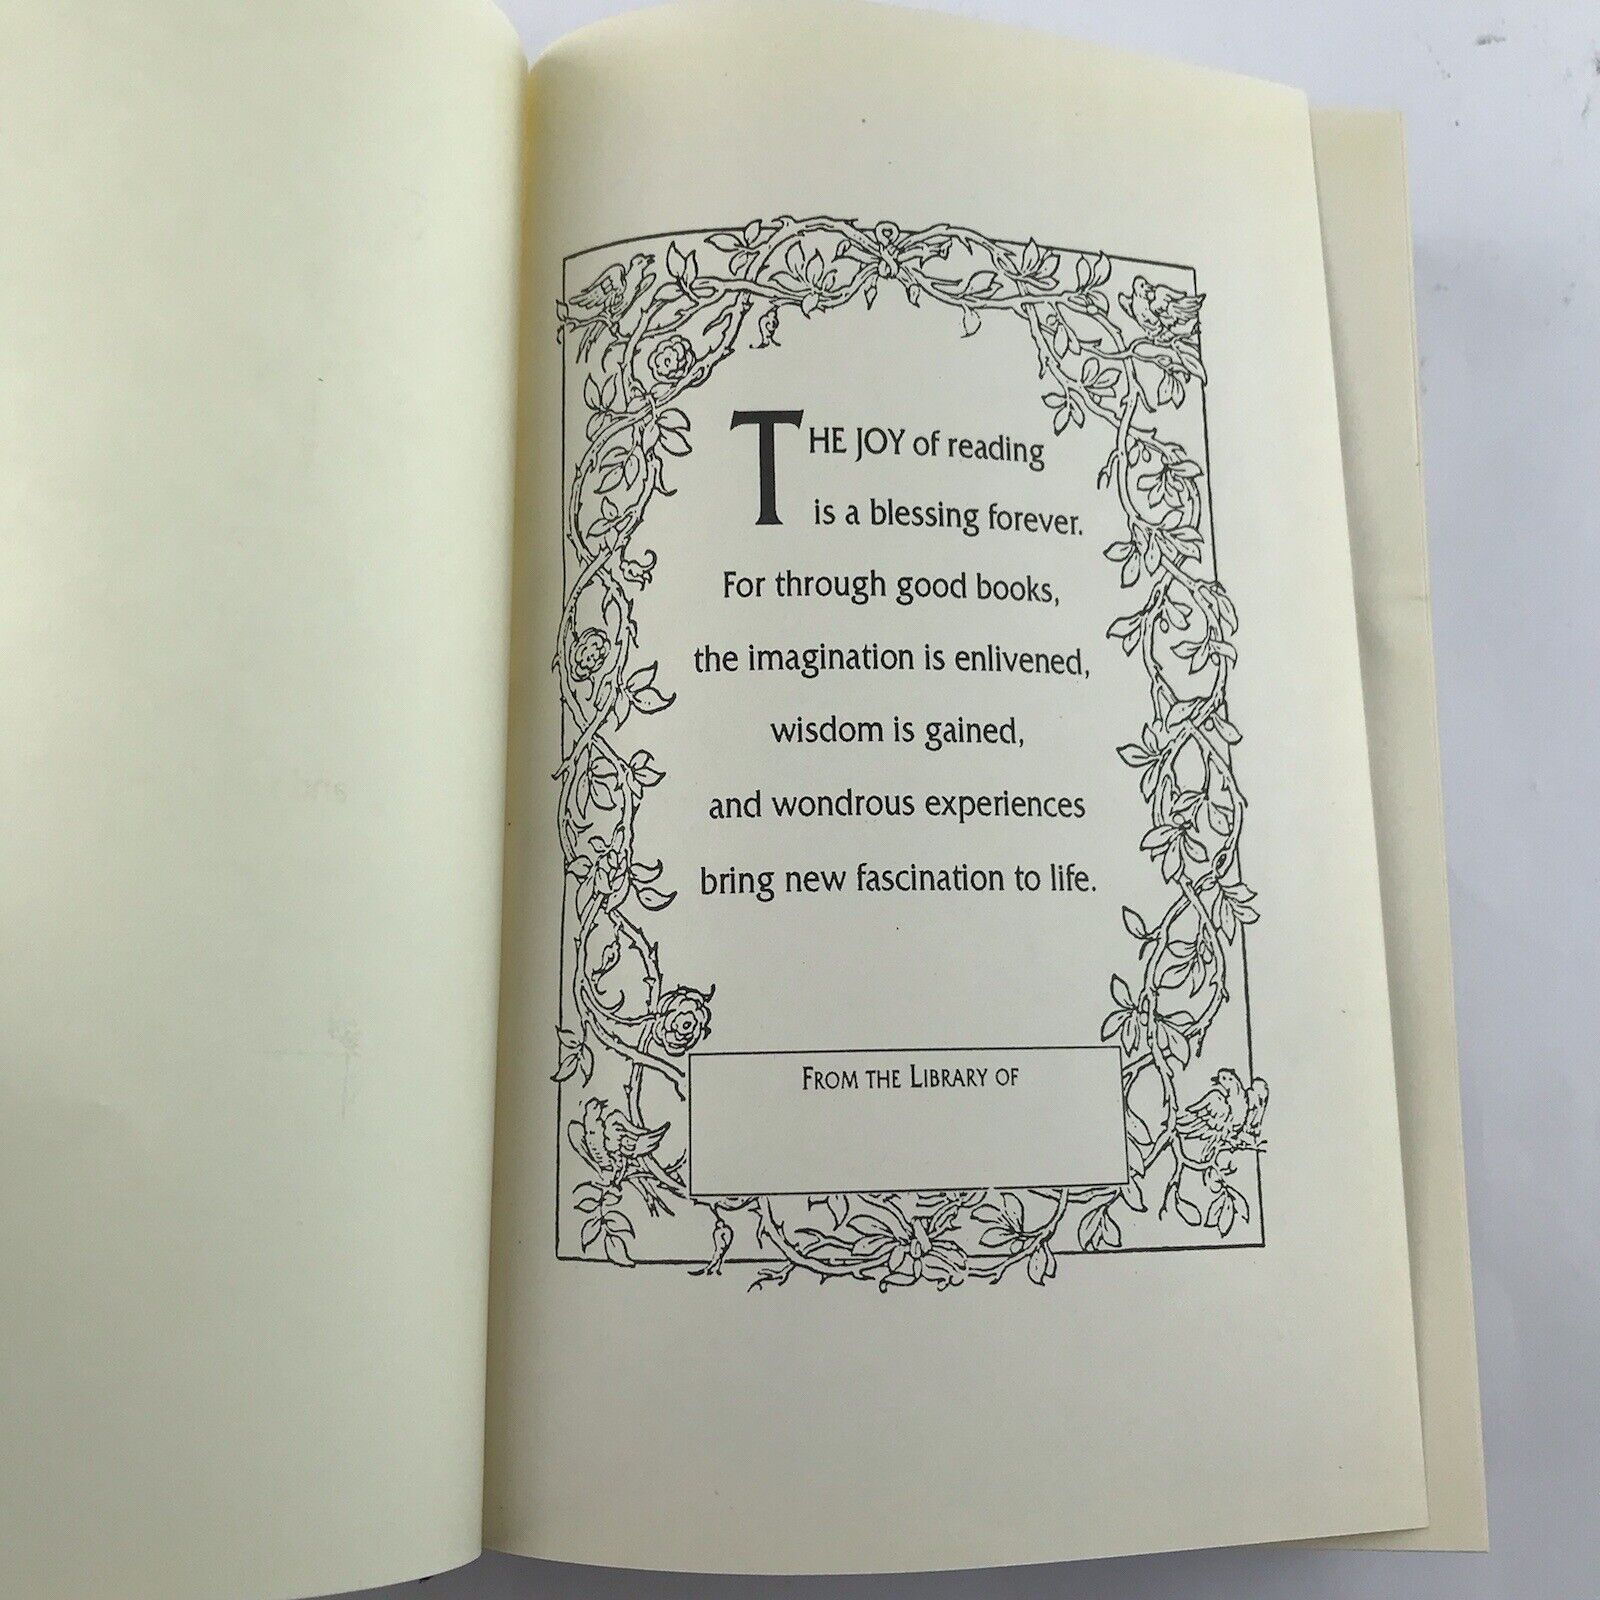 THE JOY of reading
is a blessing forever.
For through good books,
the imagination is enlivened,
wisdom is gained,
and wondrous experiences
bring new fascination to life.
FROM THE LIBRARY OF